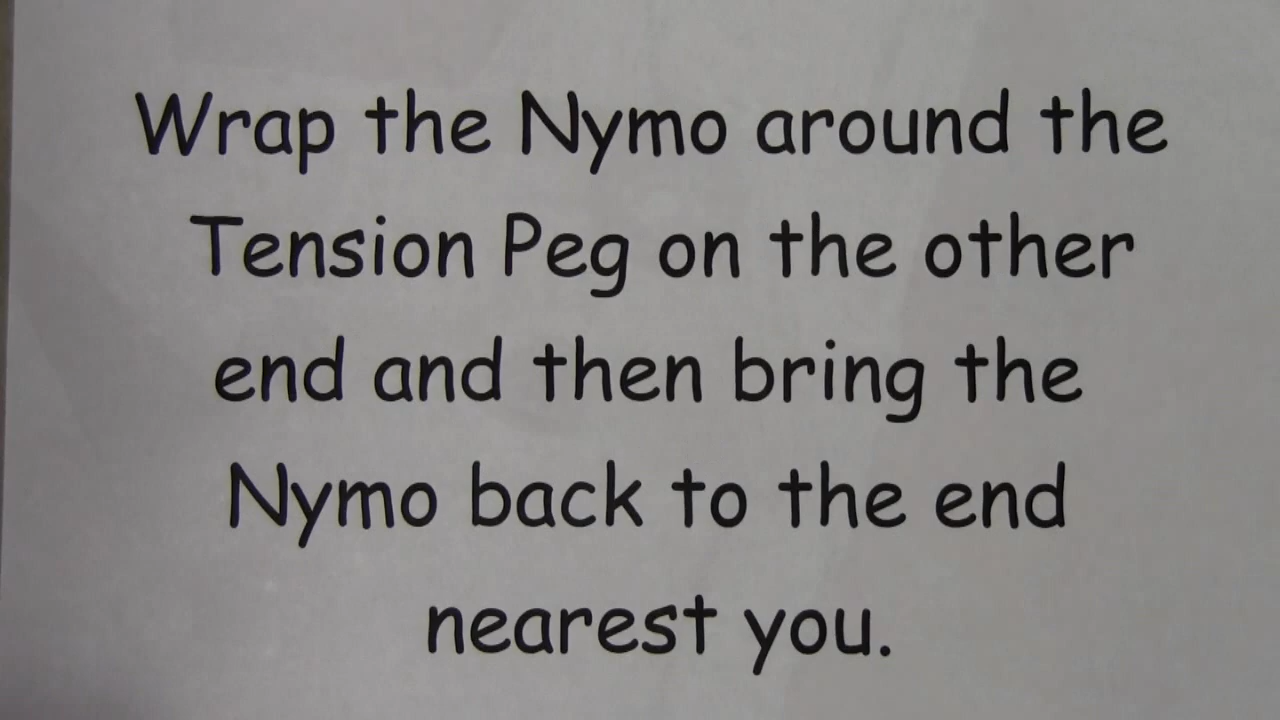 Wrap the Nymo around the
Tension Peg on the other
end and then bring the
Nymo back to the end
nearest you.